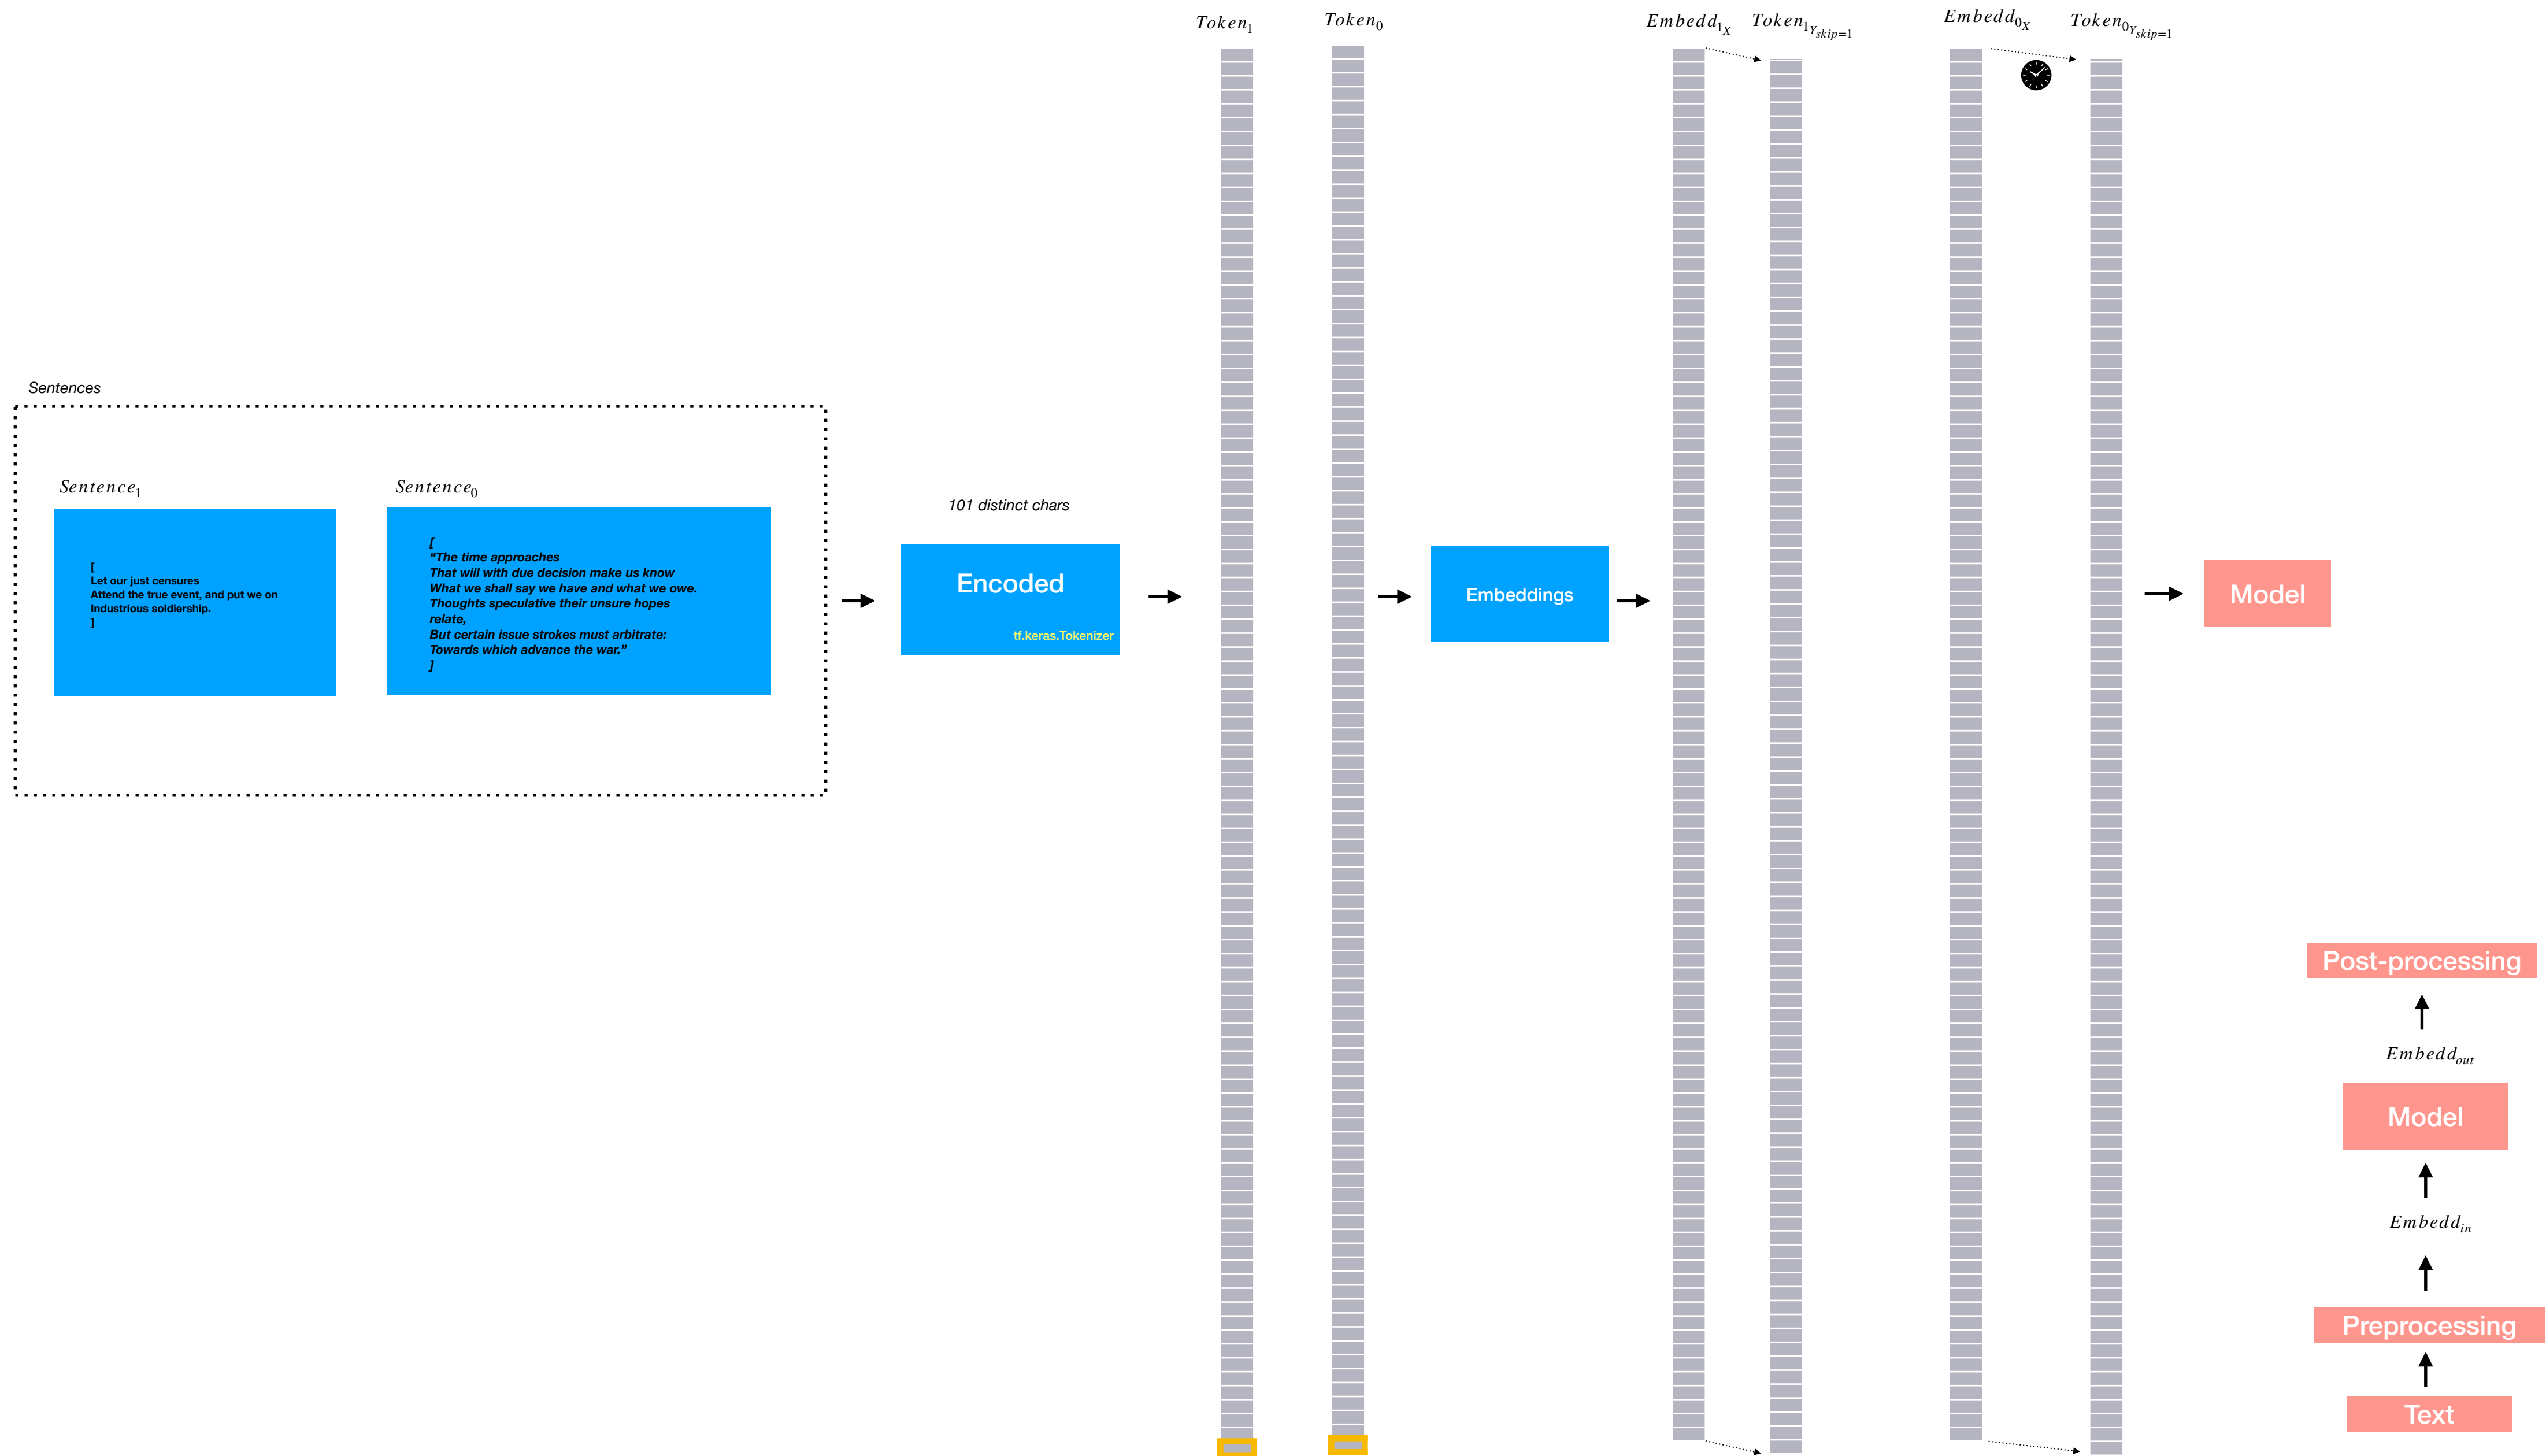 Token1
Token0
Embedd1X
Token1Yskip=1
Embedd0X
Token0Yskip=1
Sentences
Sentence1
Sentence0
[
Let our just censures
Attend the true event, and put we on
Industrious soldiership.
]
[
“The time approaches
That will with due decision make us know
What we shall say we have and what we owe.
Thoughts speculative their unsure hopes
relate,
But certain issue strokes must arbitrate:
Towards which advance the war.”
]
101 distinct chars
Encoded
tf.keras.Tokenizer
Embeddings
Model
Post-processing
Embeddout
Model
Embeddin
Preprocessing
Text